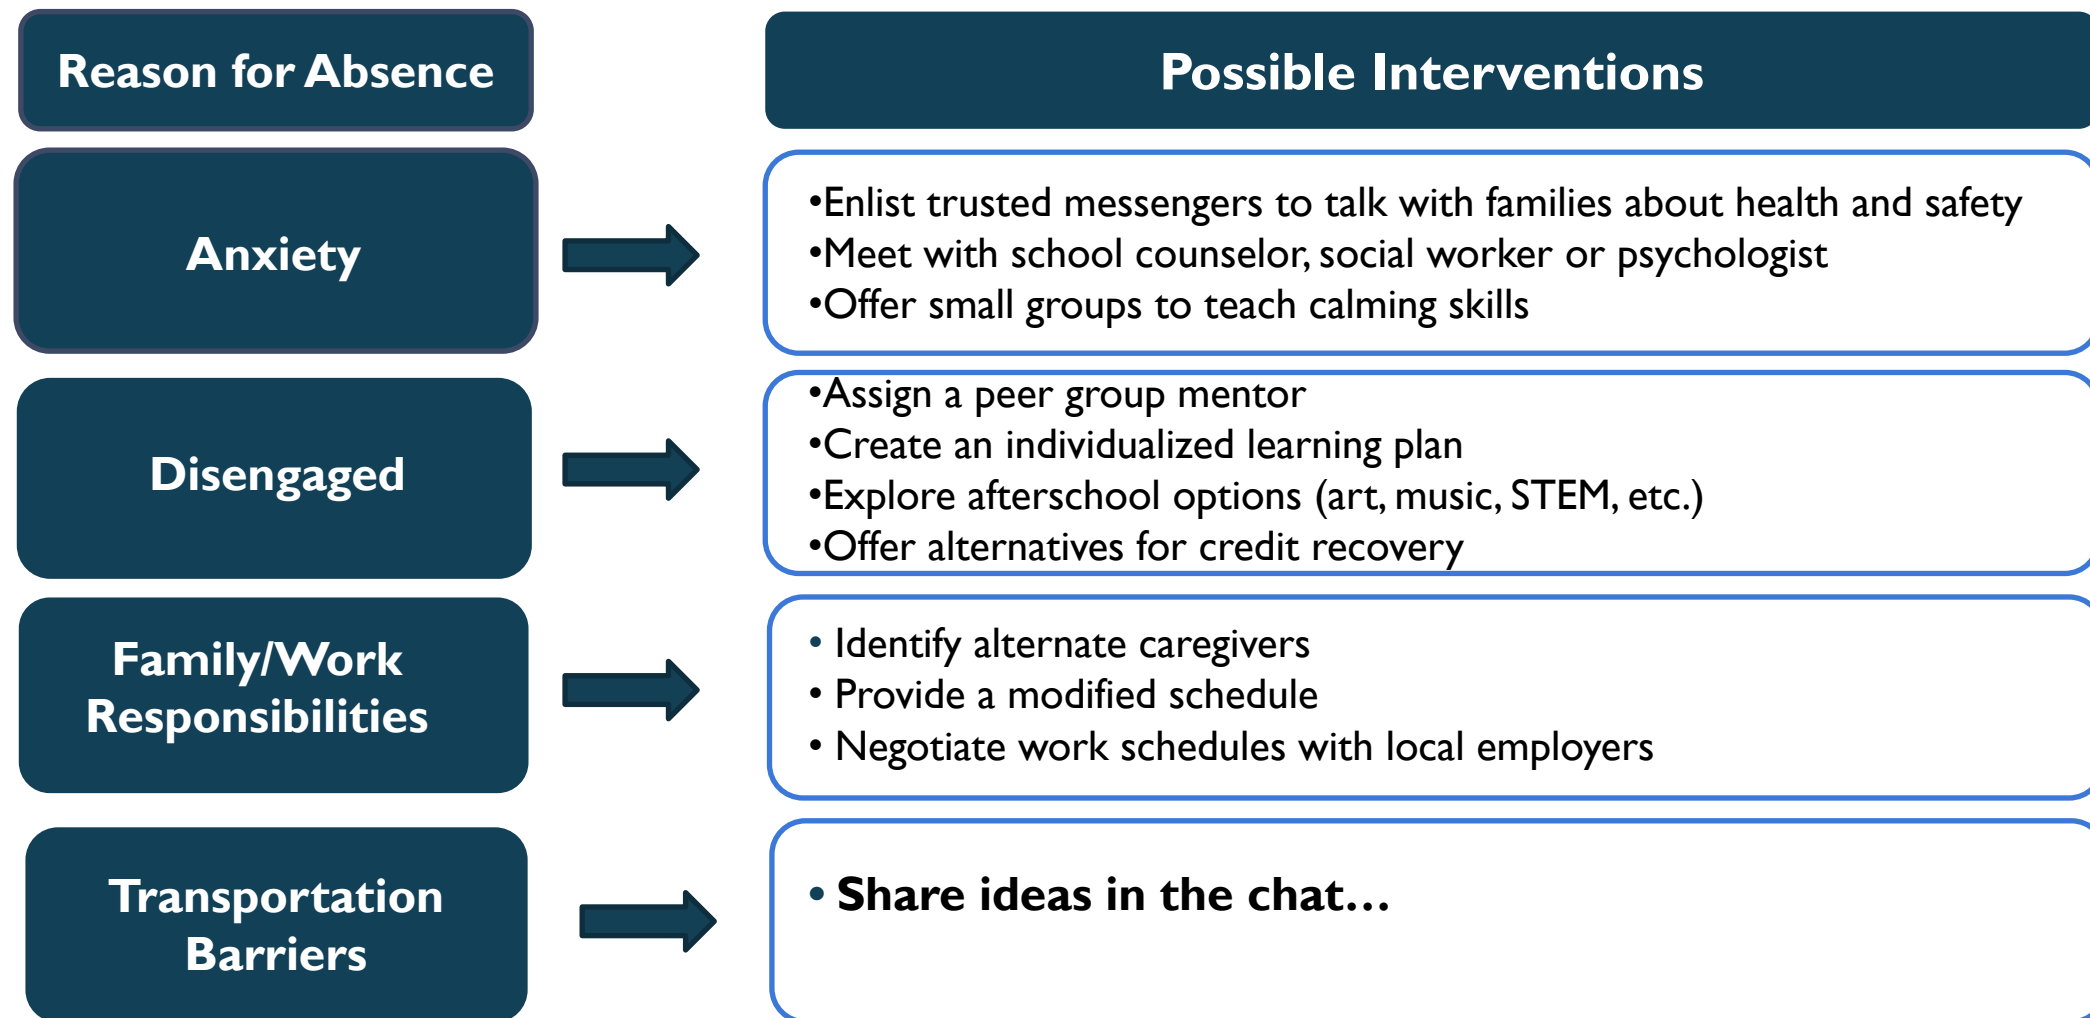 Reason for Absence
Possible Interventions
Anxiety
•Enlist trusted messengers to talk with families about health and safety
•Meet with school counselor, social worker or psychologist
•Offer small groups to teach calming skills
Disengaged
•Assign a peer group mentor
•Create an individualized learning plan
•Explore afterschool options (art, music, STEM, etc.)
•Offer alternatives for credit recovery
Family/Work
Responsibilities
• Identify alternate caregivers
• Provide a modified schedule
• Negotiate work schedules with local employers
Transportation
Barriers
• Share ideas in the chat…